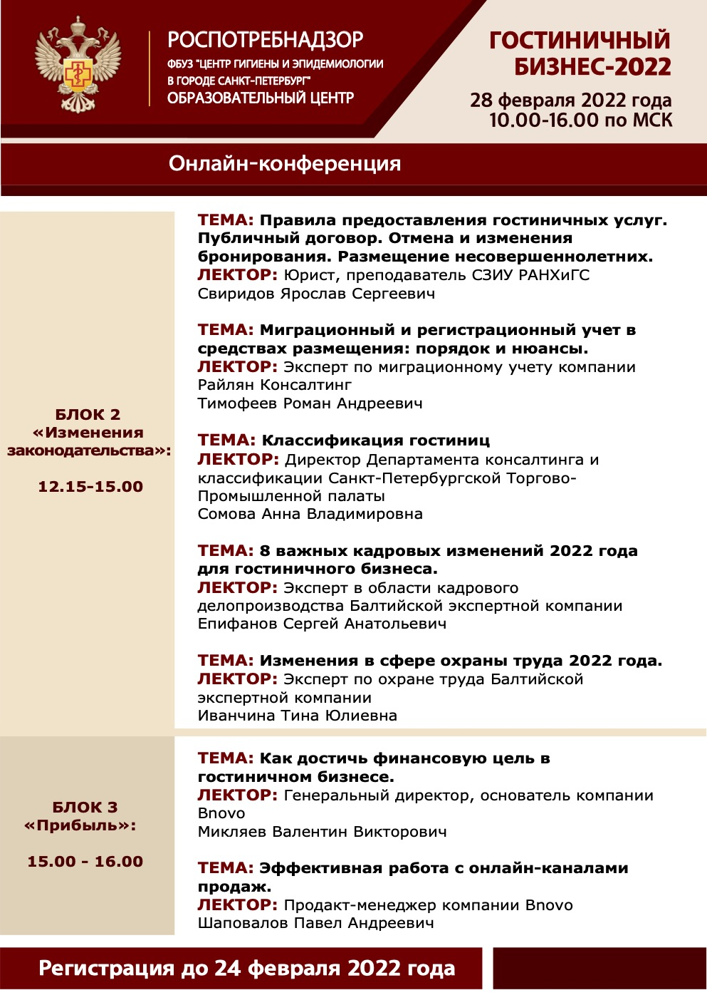 РОСПОТРЕБНАДЗОР
ФБУЗ "ЦЕНТР ГИГИЕНЫ И ЭПИДЕМИОЛОГИИ
В ГОРОДЕ САНКТ-ПЕТЕРБУРГ"
ОБРАЗОВАТЕЛЬНЫЙ ЦЕНТР
ГОСТИНИЧНЫЙ
БИЗНЕС-2022
28 февраля 2022 года
10.00-16.00 по МСК
Онлайн-конференция
БЛОК 2
«Изменения
законодательства»:
12.15-15.00
ТЕМА: Правила предоставления гостиничных услуг.
Публичный договор. Отмена и изменения
бронирования. Размещение несовершеннолетних.
ЛЕКТОР: Юрист, преподаватель СЗИУ РАНХиГС
Свиридов Ярослав Сергеевич
ТЕМА: Миграционный и регистрационный учет в
средствах размещения: порядок и нюансы.
ЛЕКТОР: Эксперт по миграционному учету компании
Райлян Консалтинг
Тимофеев Роман Андреевич
ТЕМА: Классификация гостиниц
ЛЕКТОР: Директор Департамента консалтинга и
классификации Санкт-Петербургской Торгово-
Промышленной палаты
Сомова Анна Владимировна
ТЕМА: 8 важных кадровых изменений 2022 года
для гостиничного бизнеса.
ЛЕКТОР: Эксперт в области кадрового
делопроизводства Балтийской экспертной компании
Епифанов Сергей Анатольевич
ТЕМА: Изменения в сфере охраны труда 2022 года.
ЛЕКТОР: Эксперт по охране труда Балтийской
экспертной компании
Иванчина Тина Юлиевна
БЛОК 3
«Прибыль»:
15.00 - 16.00
ТЕМА: Как достичь финансовую цель в
гостиничном бизнесе.
ЛЕКТОР: Генеральный директор, основатель компании
Bnovo
Микляев Валентин Викторович
ТЕМА: Эффективная работа с онлайн-каналами
продаж.
ЛЕКТОР: Продакт-менеджер компании Bnovo
Шаповалов Павел Андреевич
Регистрация до 24 февраля 2022 года